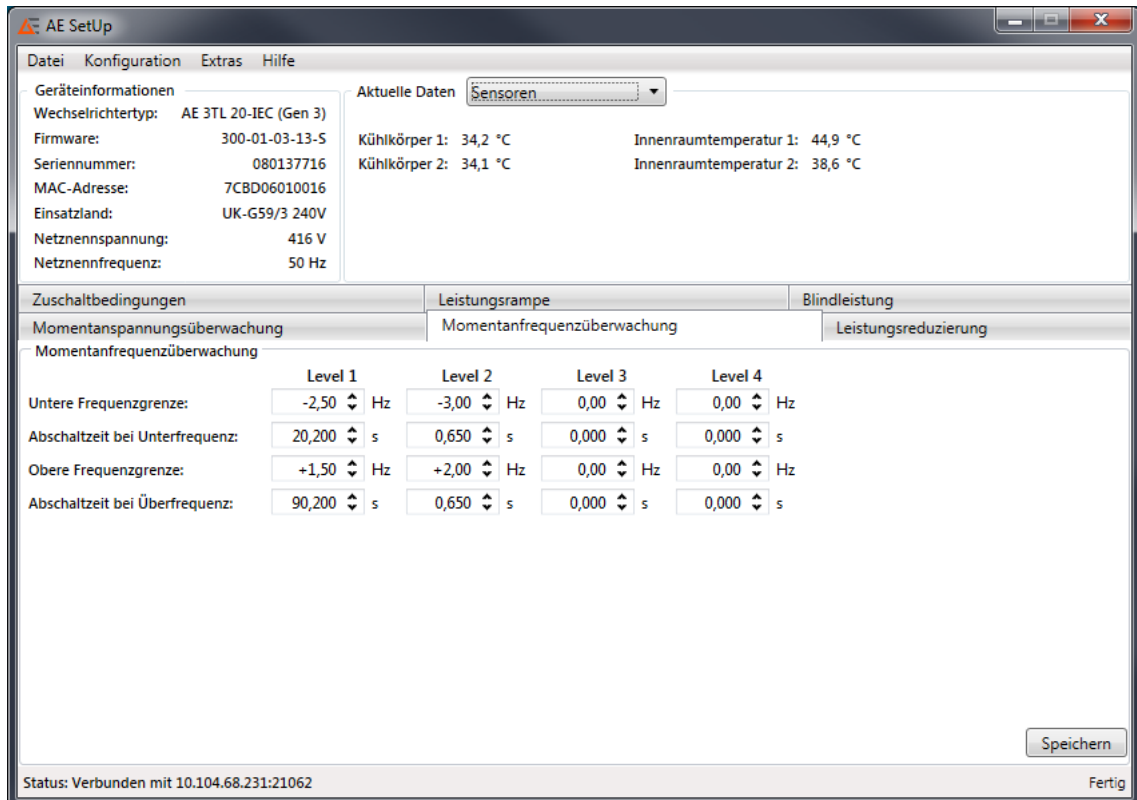 AE SetUp
Datei Konfiguration Extras Hilfe
Geräteinformationen
Wechselrichtertyp: AE 3TL 20-IEC (Gen 3)
Firmware: 300-01-03-13-S
Seriennummer: 080137716
MAC-Adresse: 7CBD06010016
Einsatzland: UK-G59/3 240V
Netznennspannung: 416 V
Netznennfrequenz: 50 Hz
Aktuelle Daten Sensoren
Kühlkörper 1: 34,2 °C Innenraumtemperatur 1: 44,9 °C
Kühlkörper 2: 34,1 °C Innenraumtemperatur 2: 38,6 °C
Zuschaltbedingungen Leistungsrampe Blindleistung
Momentanspannungsüberwachung Momentanfrequenzüberwachung Leistungsreduzierung
Momentanfrequenzüberwachung
Level 1 Level 2 Level 3 Level 4
Untere Frequenzgrenze: -2,50 Hz -3,00 Hz 0,00 Hz 0,00 Hz
Abschaltzeit bei Unterfrequenz: 20,200 s 0,650 s 0,000 s 0,000 s
Obere Frequenzgrenze: +1,50 Hz +2,00 Hz 0,00 Hz 0,00 Hz
Abschaltzeit bei Überfrequenz: 90,200 s 0,650 s 0,000 s 0,000 s
Speichern
Status: Verbunden mit 10.104.68.231:21062 Fertig